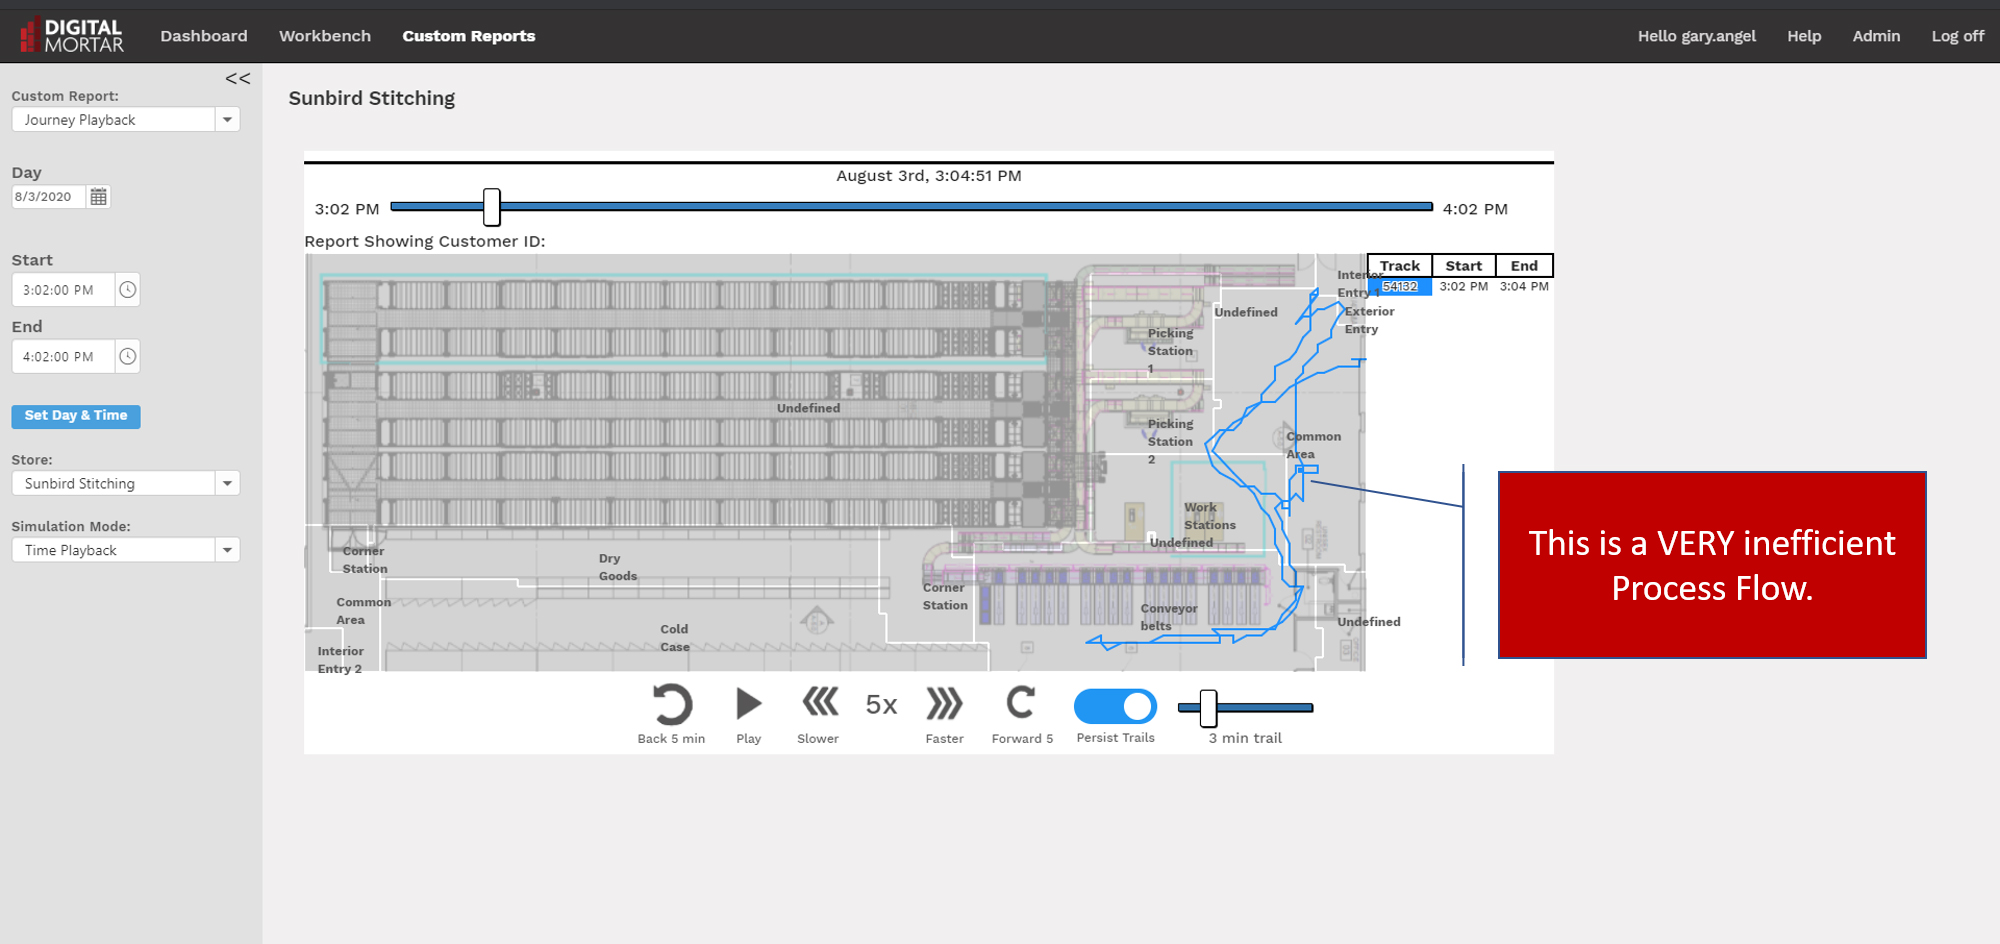 DIGITAL
MORTAR
Dashboard
Workbench
Custom Reports
Hello gary.angel
Help
Admin
Log off
<<
Custom Report:
Journey Playback
Day
8/3/2020
Start
3:02:00 PM
End
4:02:00 PM
Set Day & Time
Store:
Sunbird Stitching
Simulation Mode:
Time Playback
Sunbird Stitching
August 3rd, 3:04:51 PM
3:02 PM
4:02 PM
Report Showing Customer ID:
Track Start End
54132 3:02 PM 3:04 PM
Interior
Entry 1
Exterior
Entry
Undefined
Picking
Station
1
Undefined
Picking
Station
2
Common
Area
Work
Stations
Undefined
Corner
Station
Dry
Goods
Corner
Station
Common
Area
Conveyor
belts
Undefined
Cold
Case
Interior
Entry 2
This is a VERY inefficient
Process Flow.
5x
Back 5 min
Play
Slower
Faster
Forward 5
Persist Trails
3 min trail